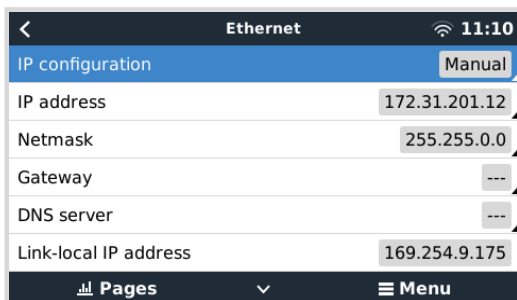 Ethernet 11:10
IP configuration Manual
IP address 172.31.201.12
Netmask 255.255.0.0
Gateway ---
DNS server ---
Link-local IP address 169.254.9.175
Pages Menu